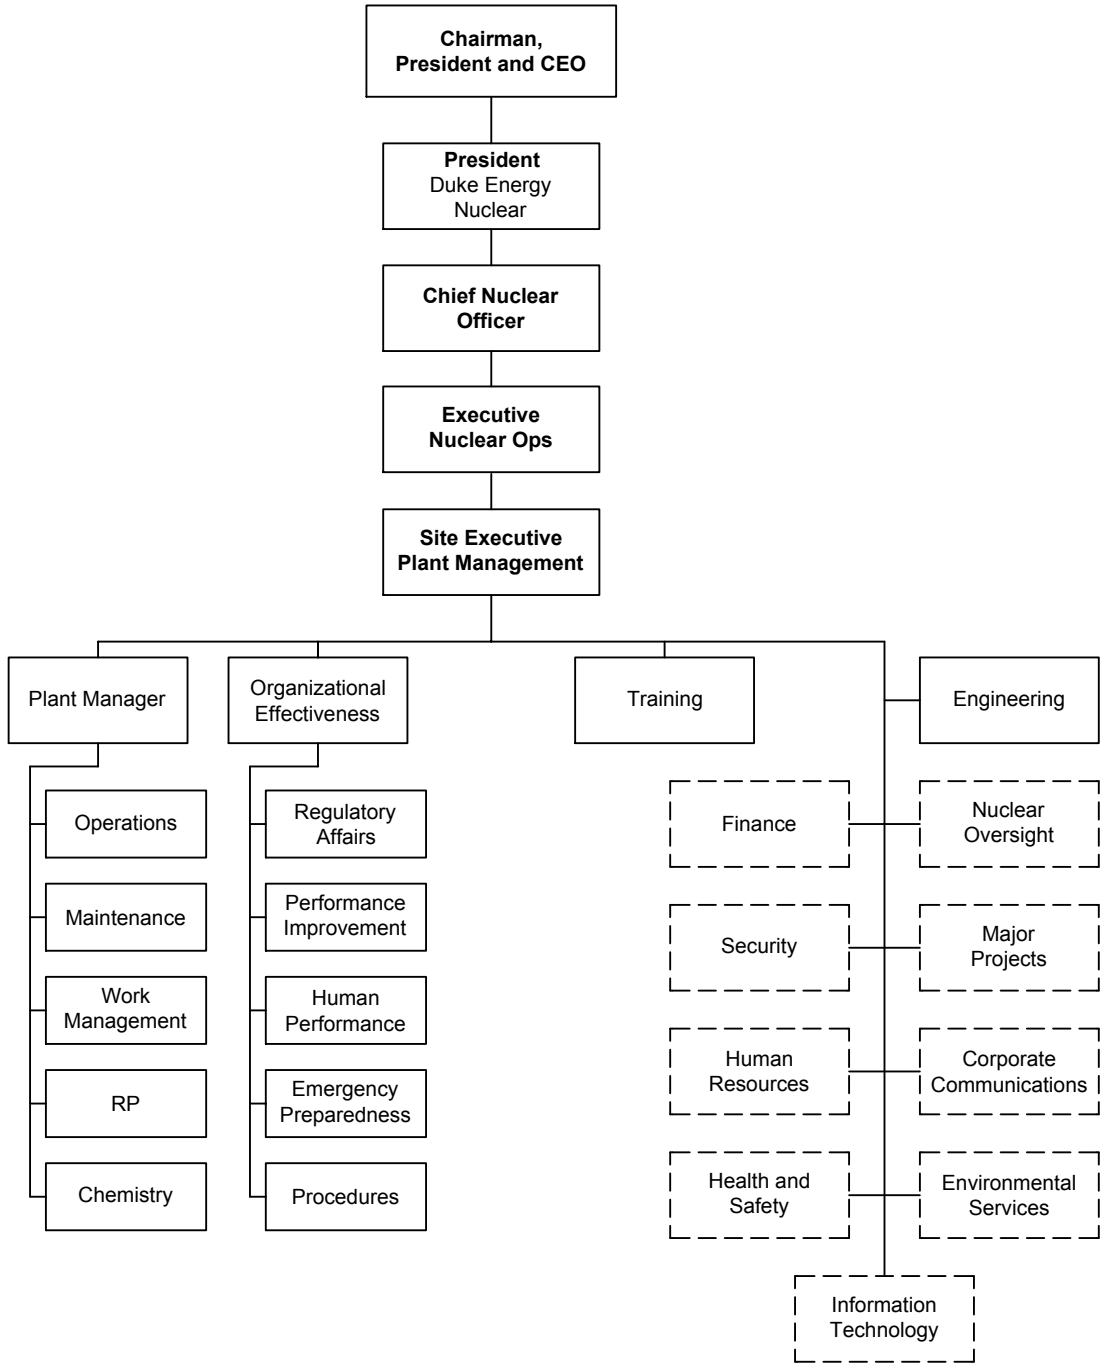 Chairman,
President and CEO
President
Duke Energy
Nuclear
Chief Nuclear
Officer
Executive
Nuclear Ops
Site Executive
Plant Management
Plant Manager
Organizational
Effectiveness
Training
Engineering
Operations
Maintenance
Work
Management
RP
Chemistry
Regulatory
Affairs
Performance
Improvement
Human
Performance
Emergency
Preparedness
Procedures
Finance
Nuclear
Oversight
Security
Major
Projects
Human
Resources
Corporate
Communications
Health and
Safety
Environmental
Services
Information
Technology